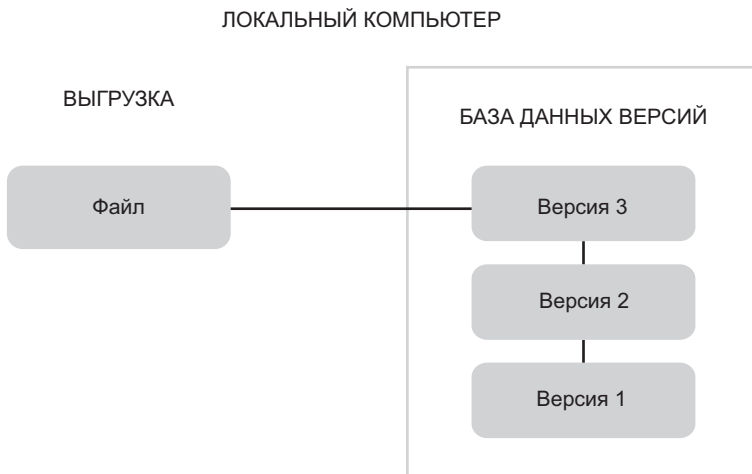 ЛОКАЛЬНЫЙ КОМПЬЮТЕР
ВЫГРУЗКА
БАЗА ДАННЫХ ВЕРСИЙ
Файл
Версия 3
Версия 2
Версия 1